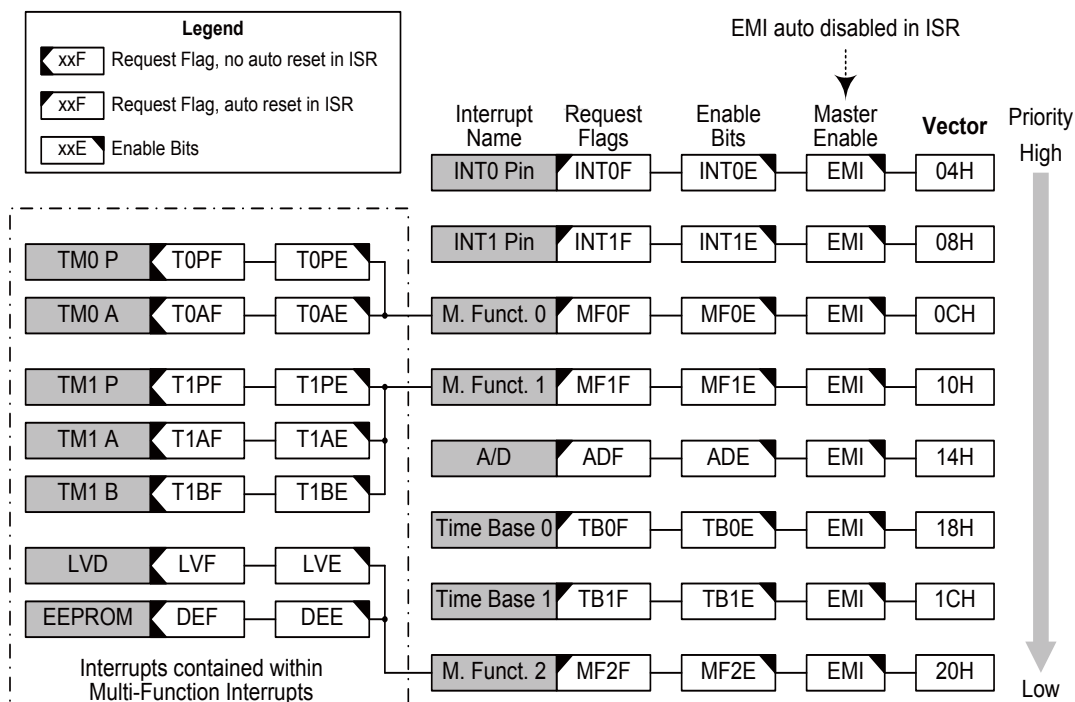 Legend
xxF Request Flag, no auto reset in ISR
xxF Request Flag, auto reset in ISR
xxE Enable Bits
EMI auto disabled in ISR
Interrupt Name
Request Flags
Enable Bits
Master Enable
Vector
Priority
High
INT0 Pin INT0F INT0E EMI 04H
INT1 Pin INT1F INT1E EMI 08H
TM0 P T0PF T0PE
TM0 A T0AF T0AE M. Funct. 0 MF0F MF0E EMI 0CH
TM1 P T1PF T1PE M. Funct. 1 MF1F MF1E EMI 10H
TM1 A T1AF T1AE A/D ADF ADE EMI 14H
TM1 B T1BF T1BE
Time Base 0 TB0F TB0E EMI 18H
LVD LVF LVE
Time Base 1 TB1F TB1E EMI 1CH
EEPROM DEF DEE
M. Funct. 2 MF2F MF2E EMI 20H
Interrupts contained within
Multi-Function Interrupts
Low